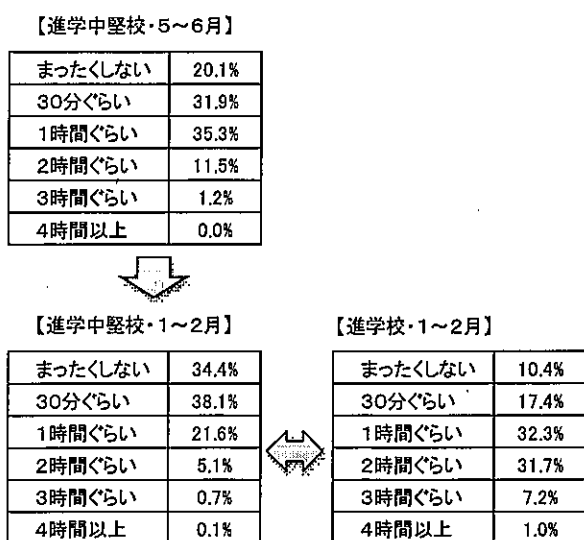 【進学中堅校・5～6月】
まったくしない 20.1%
30分ぐらい 31.9%
1時間ぐらい 35.3%
2時間ぐらい 11.5%
3時間ぐらい 1.2%
4時間以上 0.0%
【進学中堅校・1～2月】 【進学校・1～2月】
まったくしない 34.4% まったくしない 10.4%
30分ぐらい 38.1% 30分ぐらい 17.4%
1時間ぐらい 21.6% 1時間ぐらい 32.3%
2時間ぐらい 5.1% 2時間ぐらい 31.7%
3時間ぐらい 0.7% 3時間ぐらい 7.2%
4時間以上 0.1% 4時間以上 1.0%